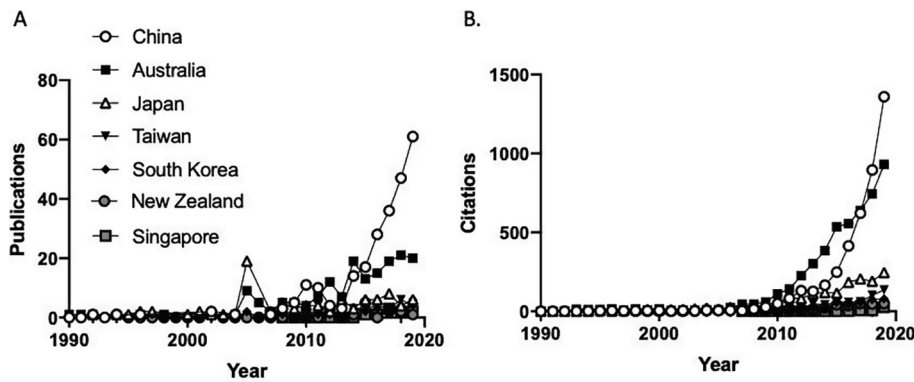 A
China
Australia
Japan
Taiwan
South Korea
New Zealand
Singapore
Publications
80
60
40
20
0
1990
2000
2010
2020
Year
B.
Citations
1500
1000
500
0
1990
2000
2010
2020
Year